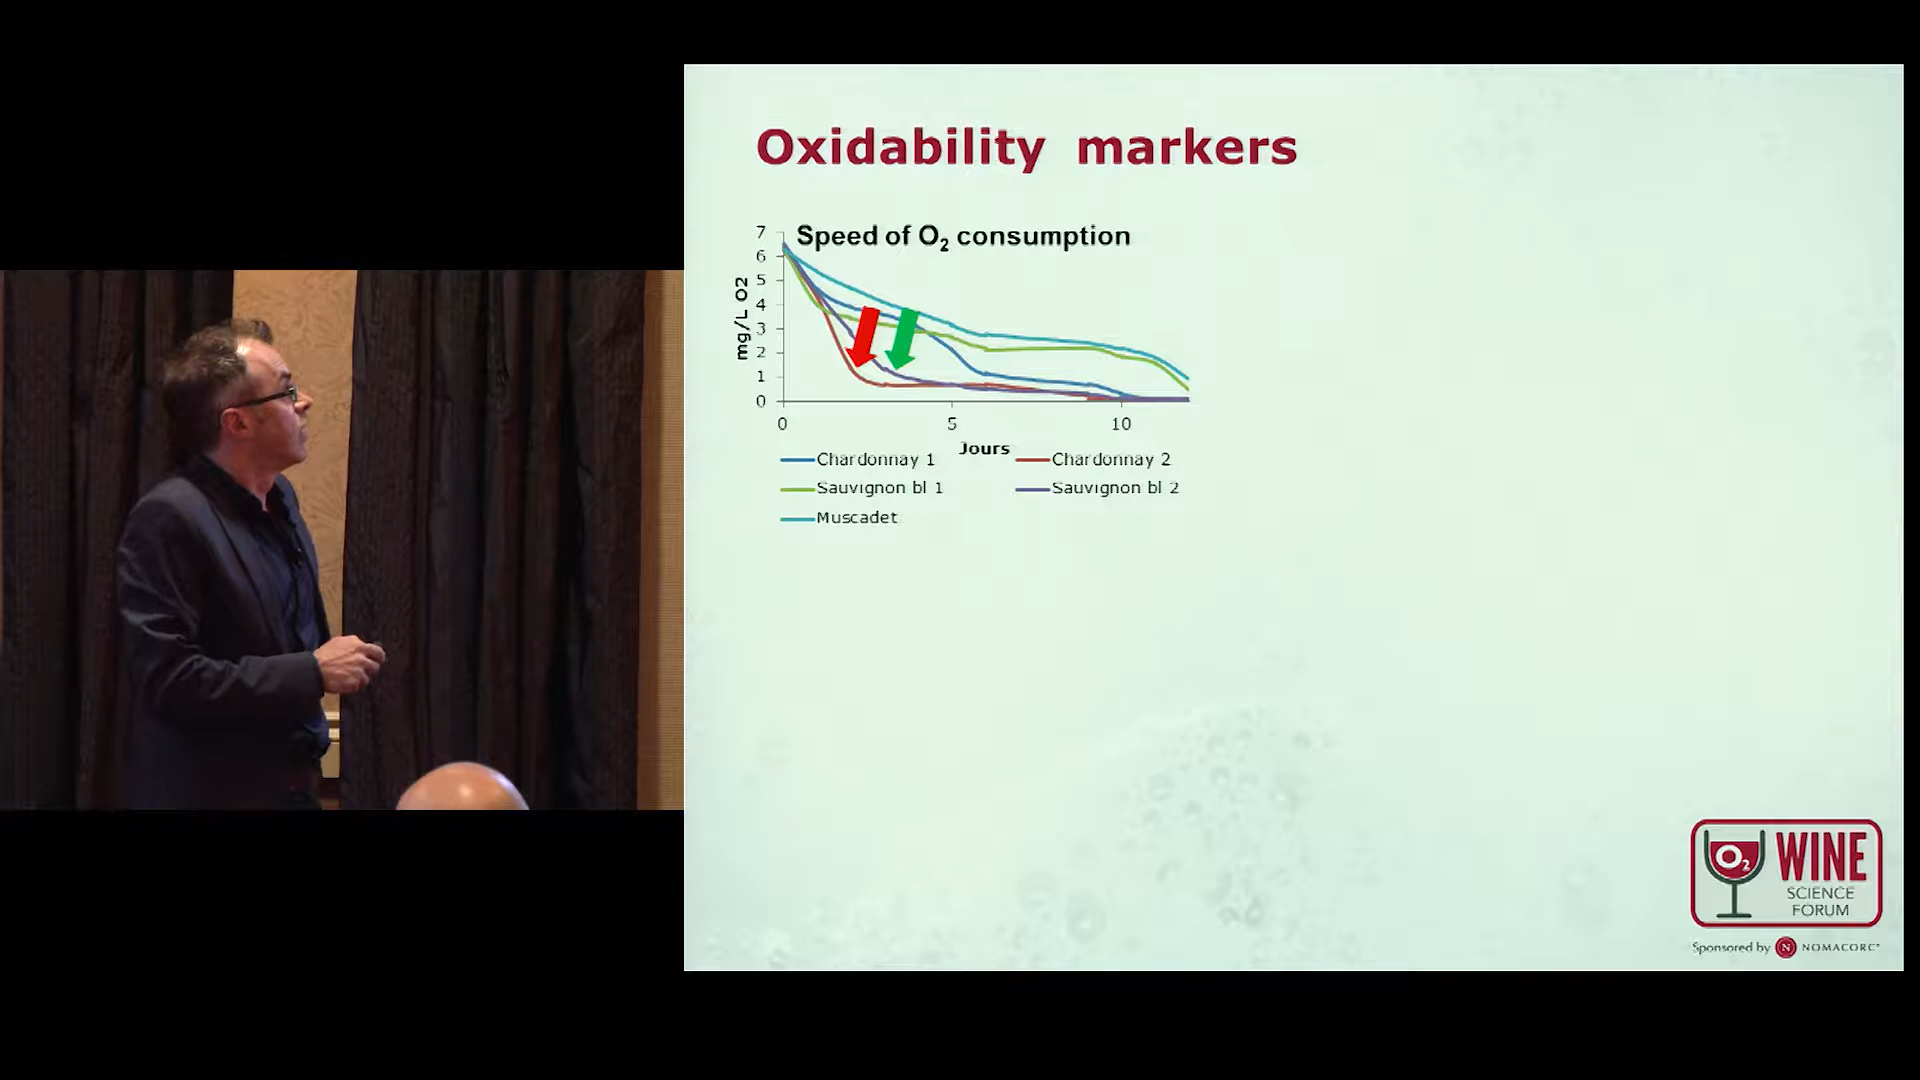 Oxidability markers
Speed of O2 consumption
7
6
5
4
3
2
1
0
mg/L O2
0 5 10
Jours
Chardonnay 1 Chardonnay 2
Sauvignon bl 1 Sauvignon bl 2
Muscadet
O2 WINE
SCIENCE
FORUM
Sponsored by N NOMACORC